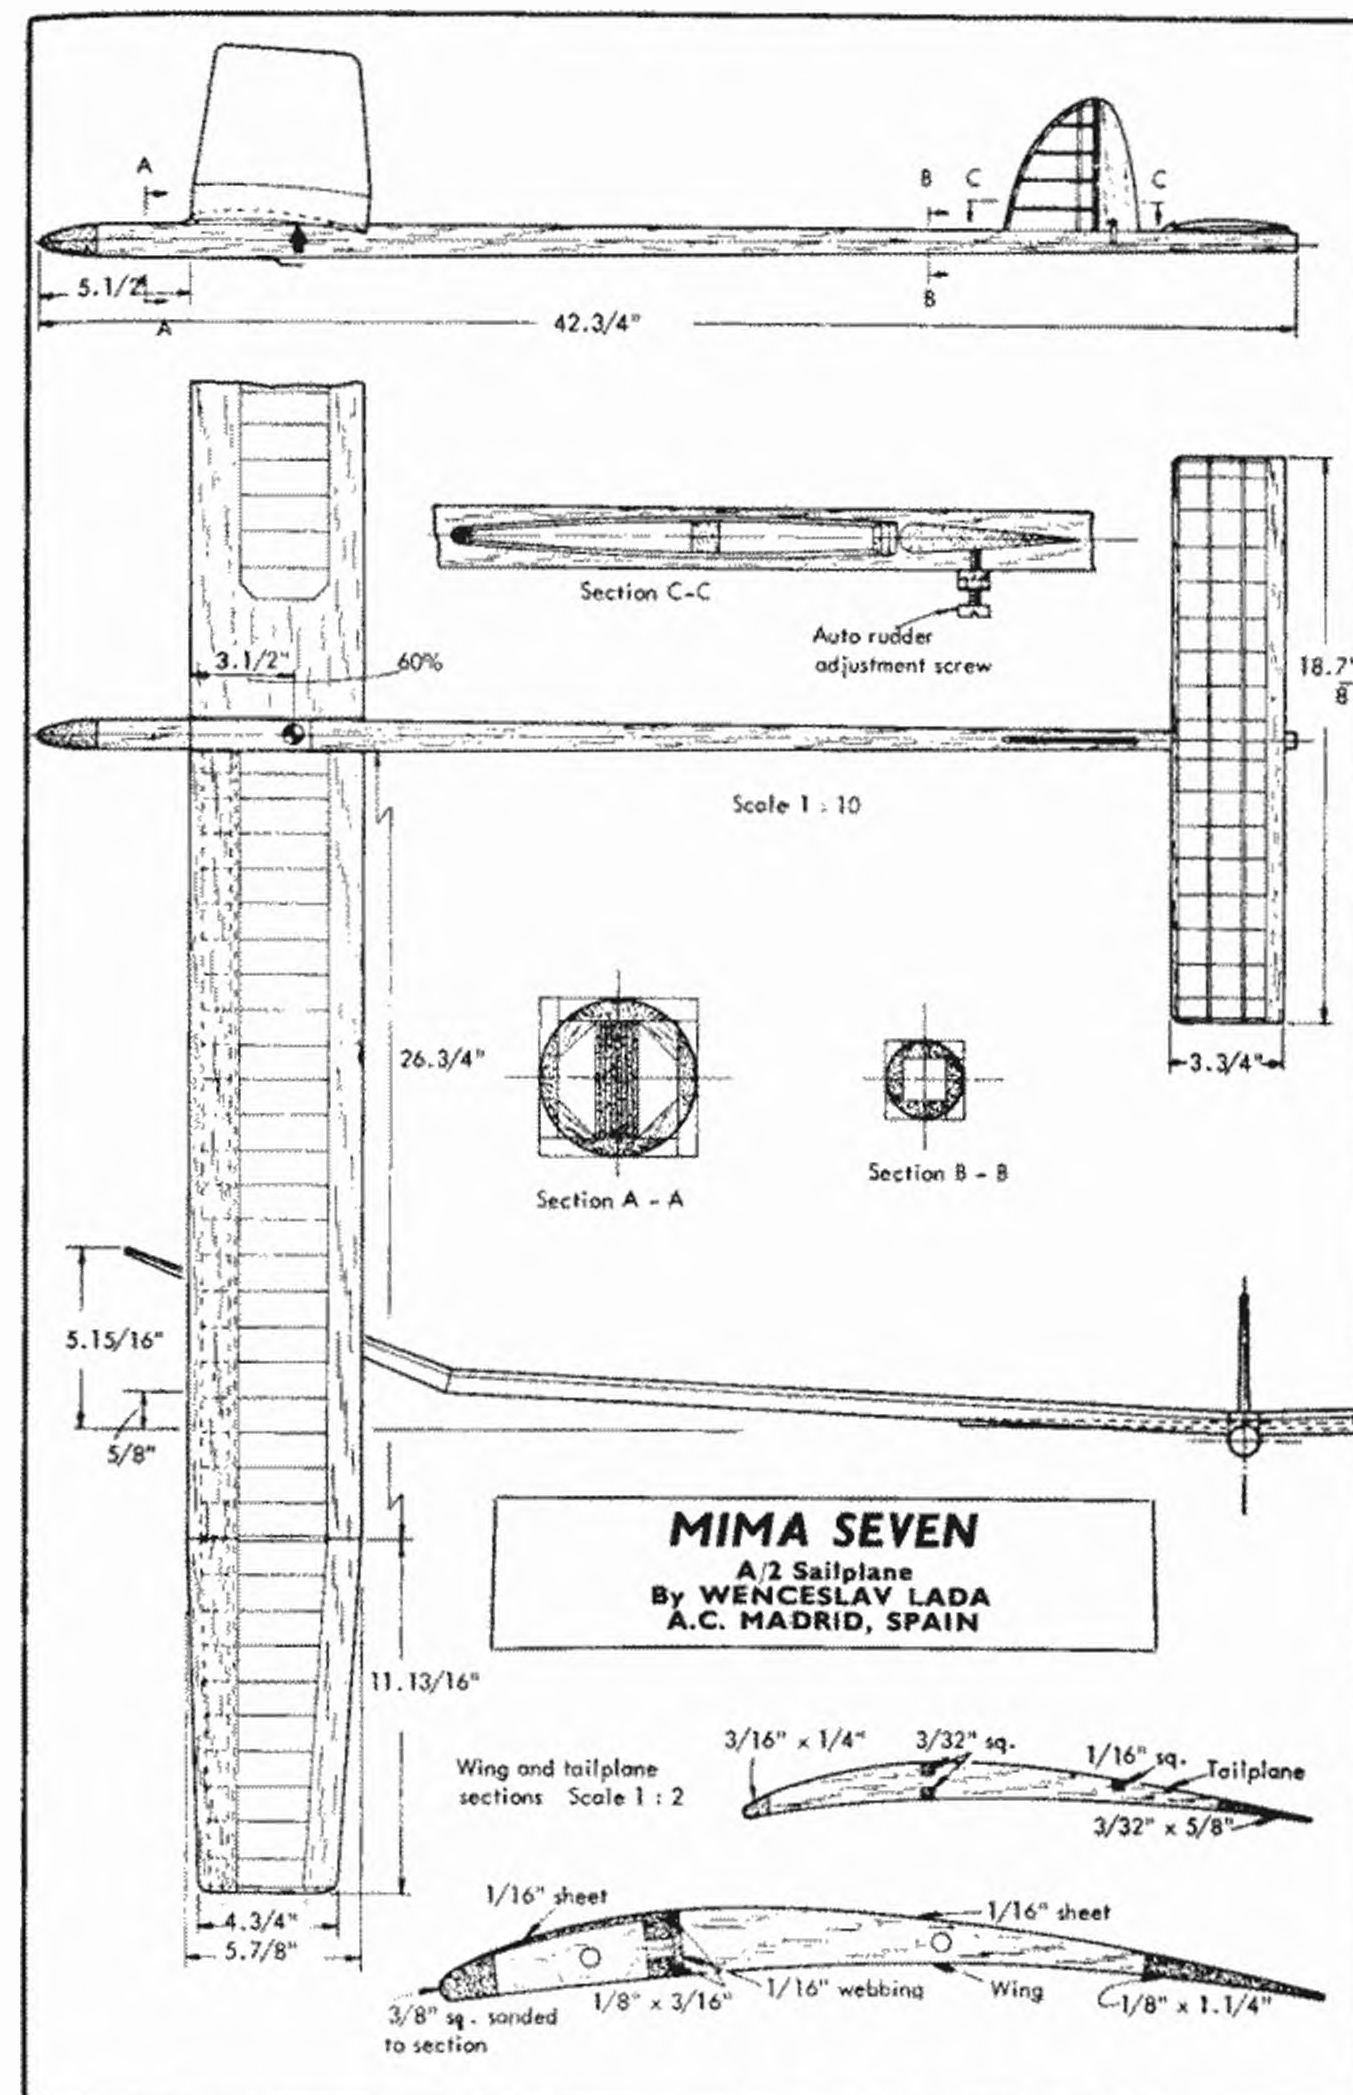 A
B
C
C
5.1/2"
A
B
42.3/4"
Section C-C
Auto rudder
adjustment screw
3.1/2"
60%
18.7"
8
Scale 1 : 10
26.3/4"
3.3/4"
Section A - A
Section B - B
5.15/16"
5/8"
MIMA SEVEN
A/2 Sailplane
By WENCESLAV LADA
A.C. MADRID, SPAIN
11.13/16"
Wing and tailplane
sections Scale 1 : 2
3/16" x 1/4"
3/32" sq.
1/16" sq.
Tailplane
3/32" x 5/8"
4.3/4"
5.7/8"
1/16" sheet
1/16" sheet
3/8" sq. sanded
to section
1/8" x 3/16"
1/16" webbing
Wing
1/8" x 1.1/4"